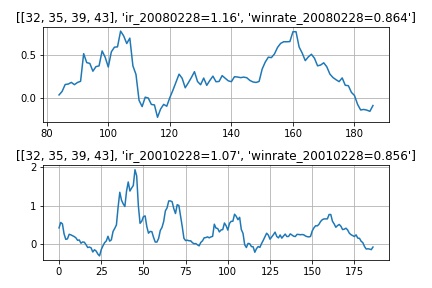 [[32, 35, 39, 43], 'ir_20080228=1.16', 'winrate_20080228=0.864']
0.5
0.0
80 100 120 140 160 180
[[32, 35, 39, 43], 'ir_20010228=1.07', 'winrate_20010228=0.856']
2
1
0
0 25 50 75 100 125 150 175